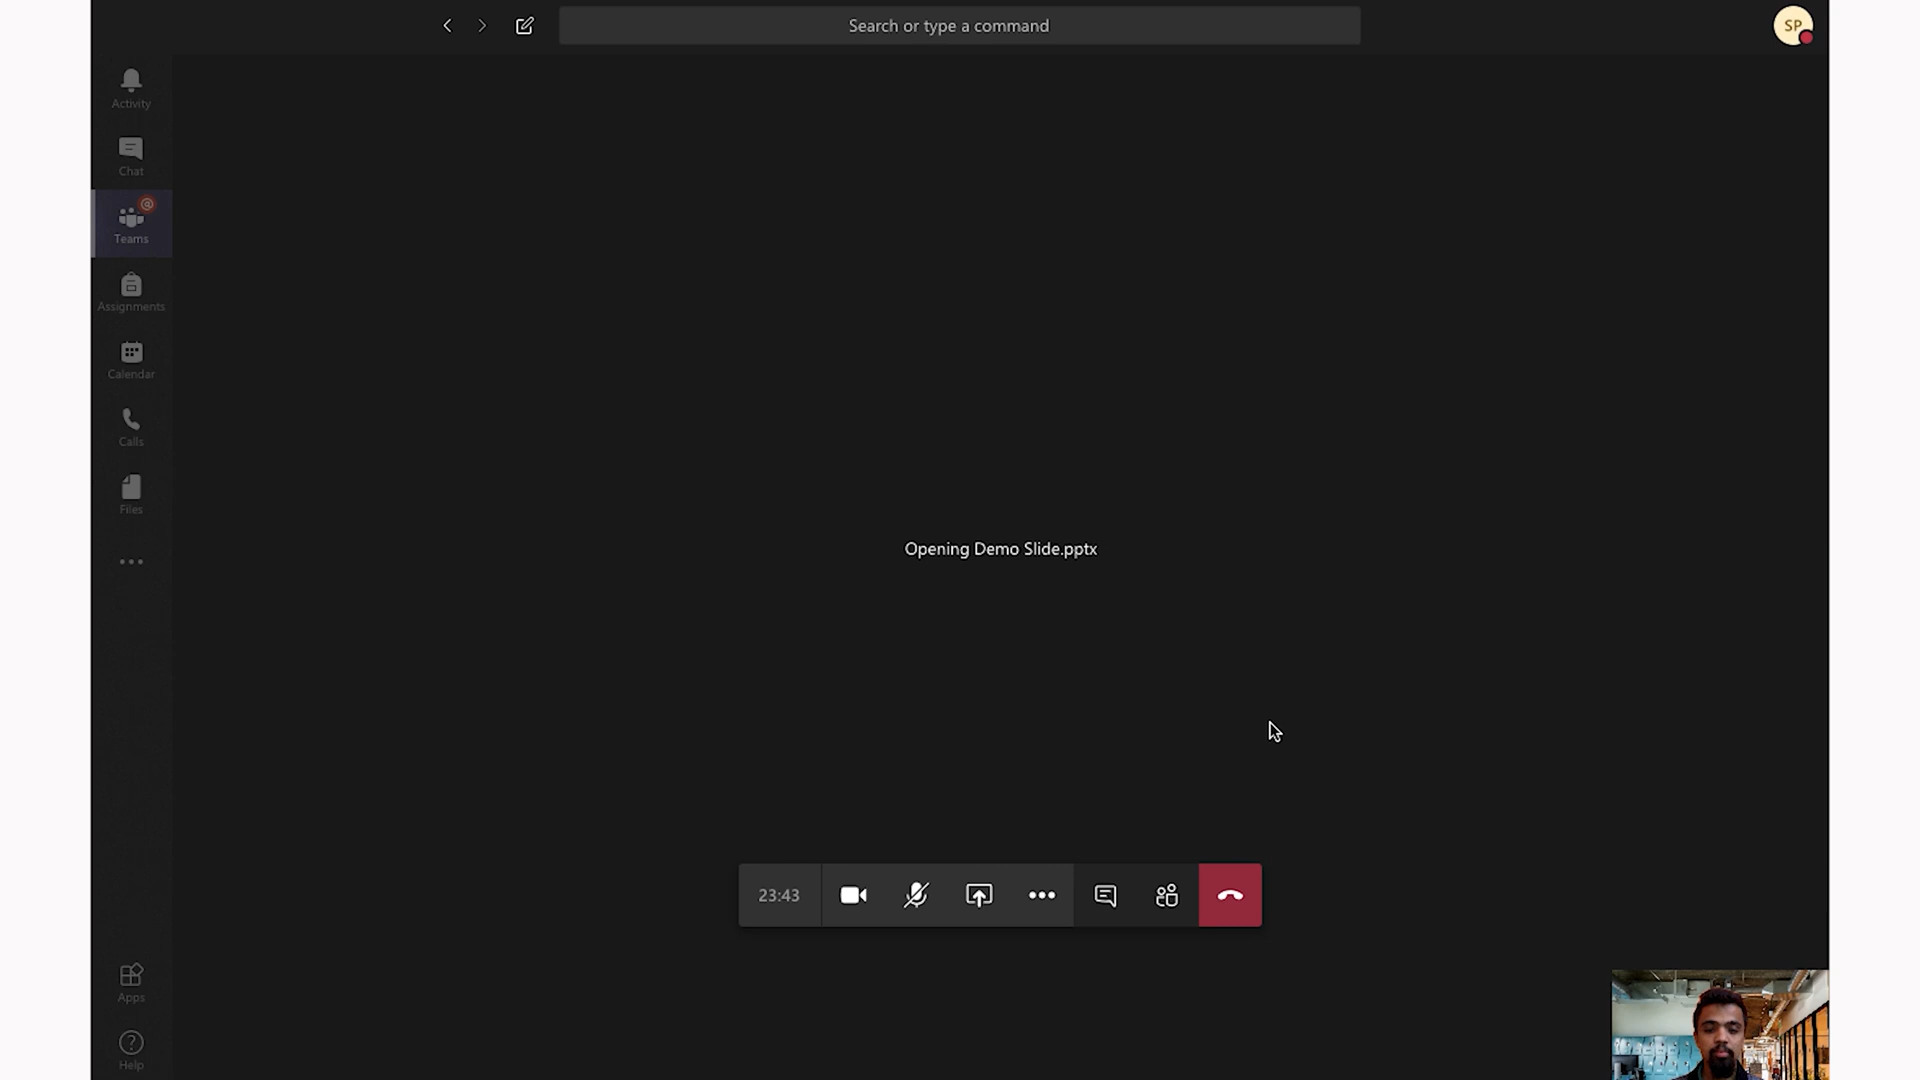 Search or type a command
SP
Activity
Chat
@
Teams
Assignments
Calendar
Calls
Files
Opening Demo Slide.pptx
23:43
Apps
Help